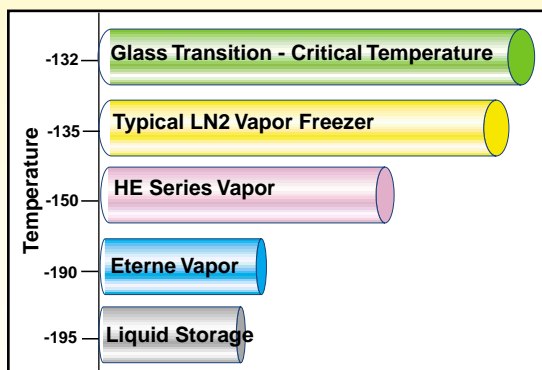 -132
Glass Transition - Critical Temperature
-135
Typical LN2 Vapor Freezer
Temperature
-150
HE Series Vapor
-190
Eterne Vapor
-195
Liquid Storage